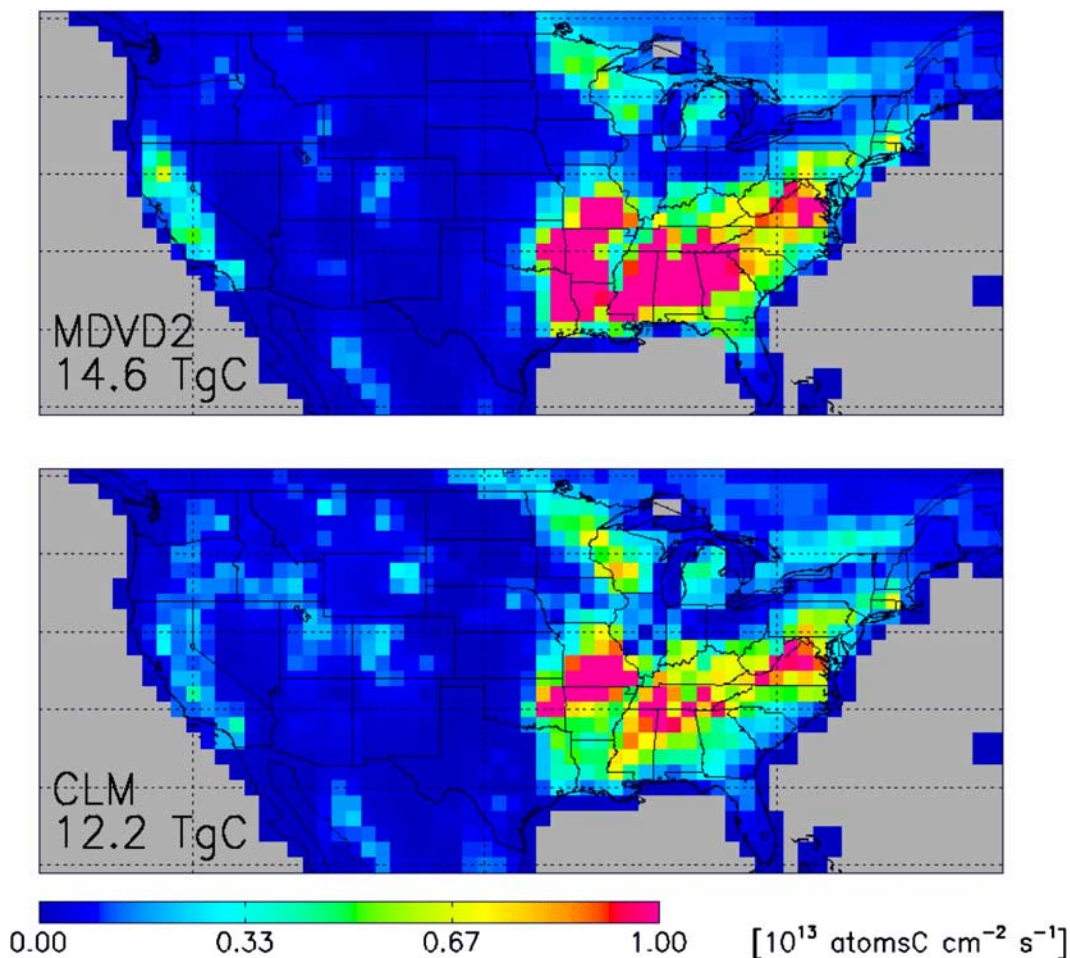 MDVD2
14.6 TgC
CLM
12.2 TgC
0.00 0.33 0.67 1.00 [10¹³ atomsC cm⁻² s⁻¹]